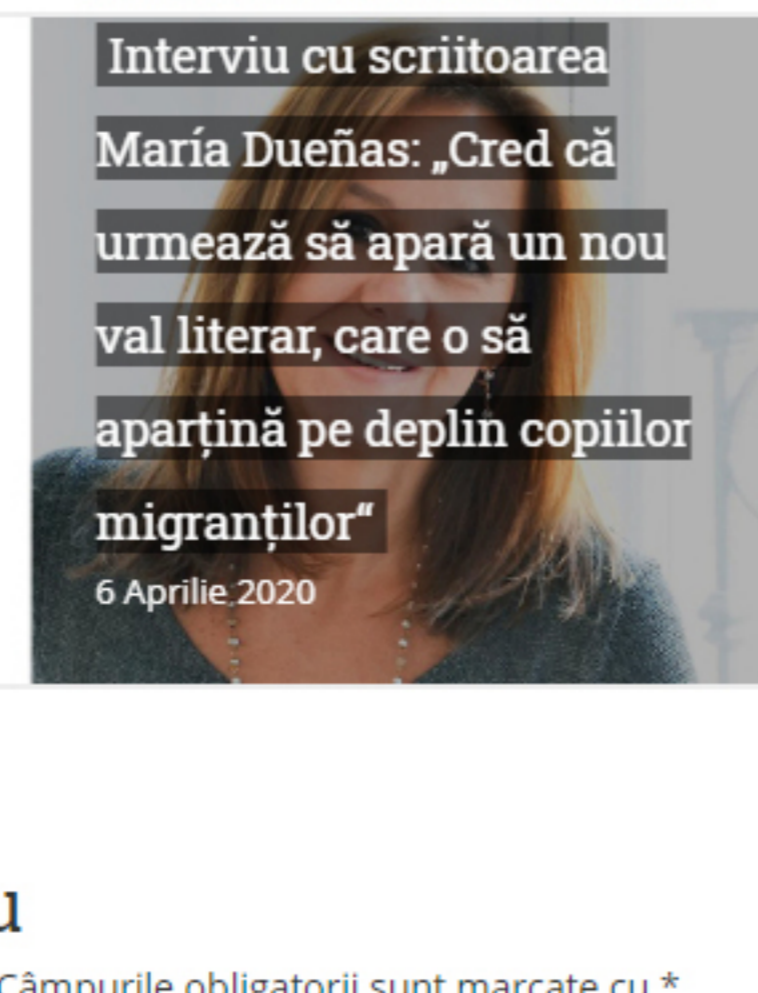 Interviu cu scriitoarea
María Dueñas: „Cred că
urmează să apară un nou
val literar, care o să
aparțină pe deplin copiilor
migranților“
6 Aprilie 2020
u
Câmpurile obligatorii sunt marcate cu *